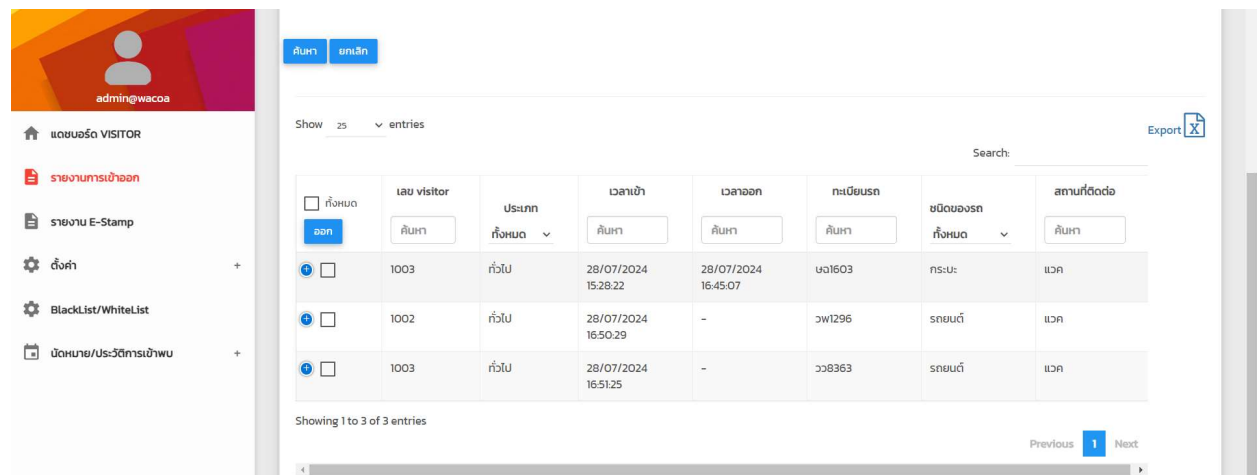 ค้นหา ยกเลิก
admin@wacoa
Show 25 entries
Export
แดชบอร์ด VISITOR
Search:
รายงานการเข้าออก
ทั้งหมด เลข visitor ประเภท เวลาเข้า เวลาออก ทะเบียนรถ ชนิดของรถ สถานที่ติดต่อ
ออก ค้นหา ทั้งหมด ค้นหา ค้นหา ค้นหา ทั้งหมด ค้นหา
รายงาน E-Stamp
ตั้งค่า +
1003 ทั่วไป 28/07/2024 28/07/2024 ษฉ1603 กระบะ แวค
15:28:22 16:45:07
BlackList/WhiteList
1002 ทั่วไป 28/07/2024 - วพ1296 รถยนต์ แวค
16:50:29
นัดหมาย/ประวัติการเข้าพบ +
1003 ทั่วไป 28/07/2024 - วว8363 รถยนต์ แวค
16:51:25
Showing 1 to 3 of 3 entries
Previous 1 Next